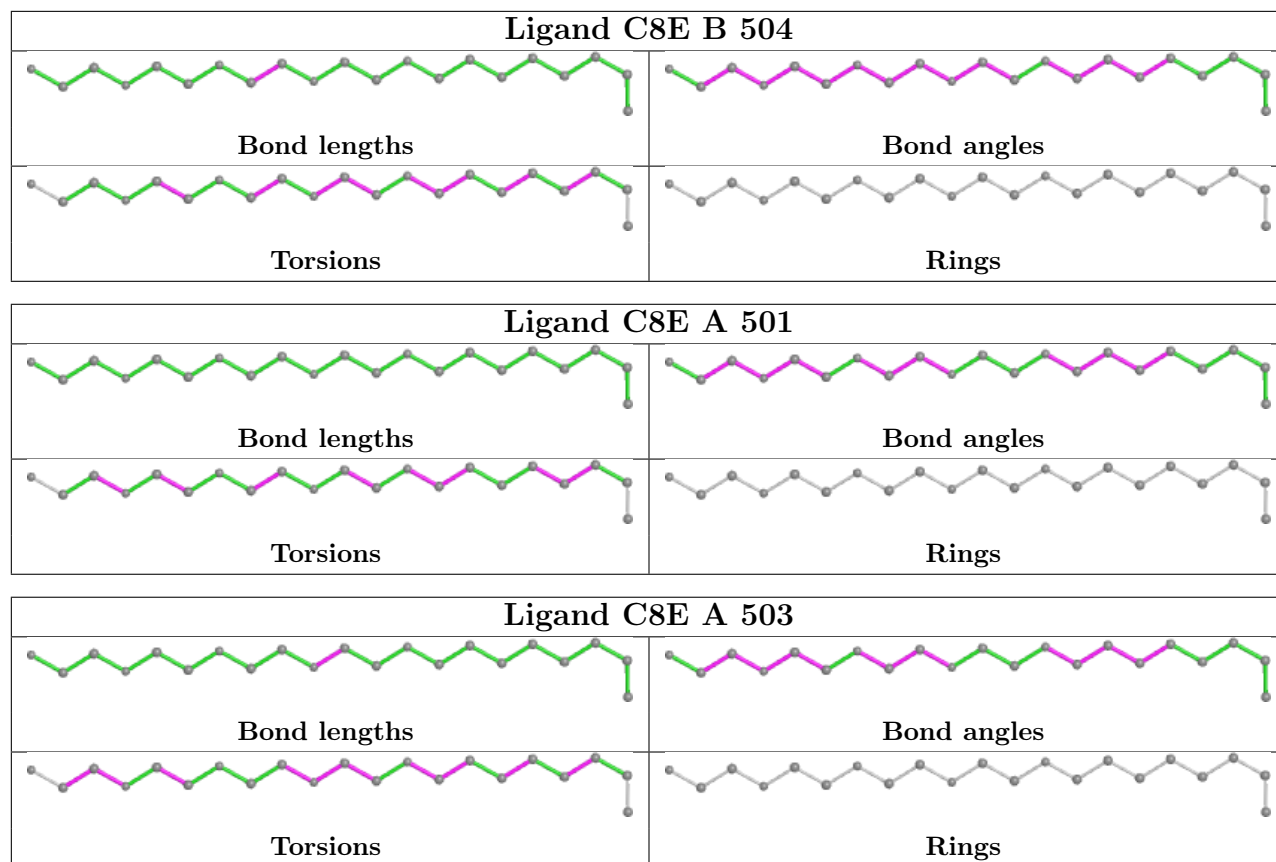 Ligand C8E B 504
Bond lengths
Bond angles
Torsions
Rings
Ligand C8E A 501
Bond lengths
Bond angles
Torsions
Rings
Ligand C8E A 503
Bond lengths
Bond angles
Torsions
Rings